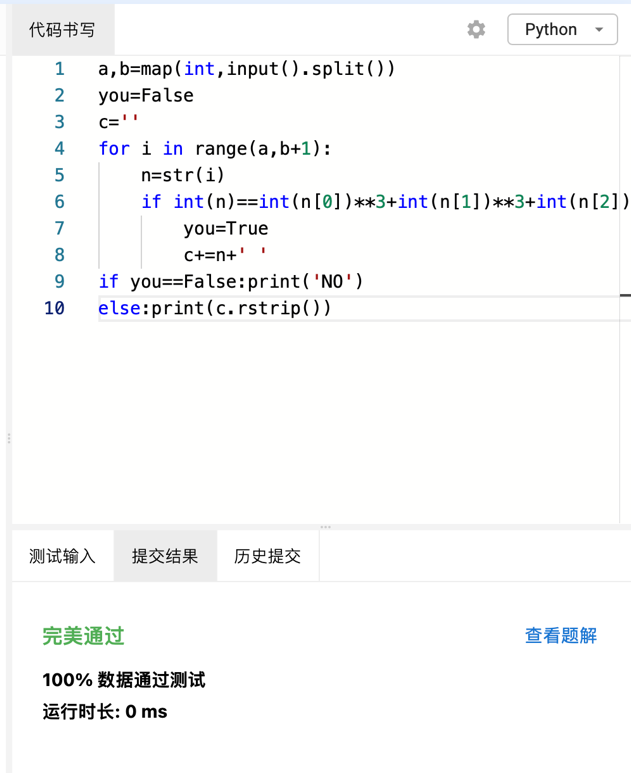 代码书写 Python
1 a,b=map(int,input().split())
2 you=False
3 c=''
4 for i in range(a,b+1):
5     n=str(i)
6     if int(n)==int(n[0])**3+int(n[1])**3+int(n[2])
7         you=True
8         c+=n+' '
9 if you==False:print('NO')
10 else:print(c.rstrip())
测试输入 提交结果 历史提交
完美通过 查看题解
100% 数据通过测试
运行时长: 0 ms